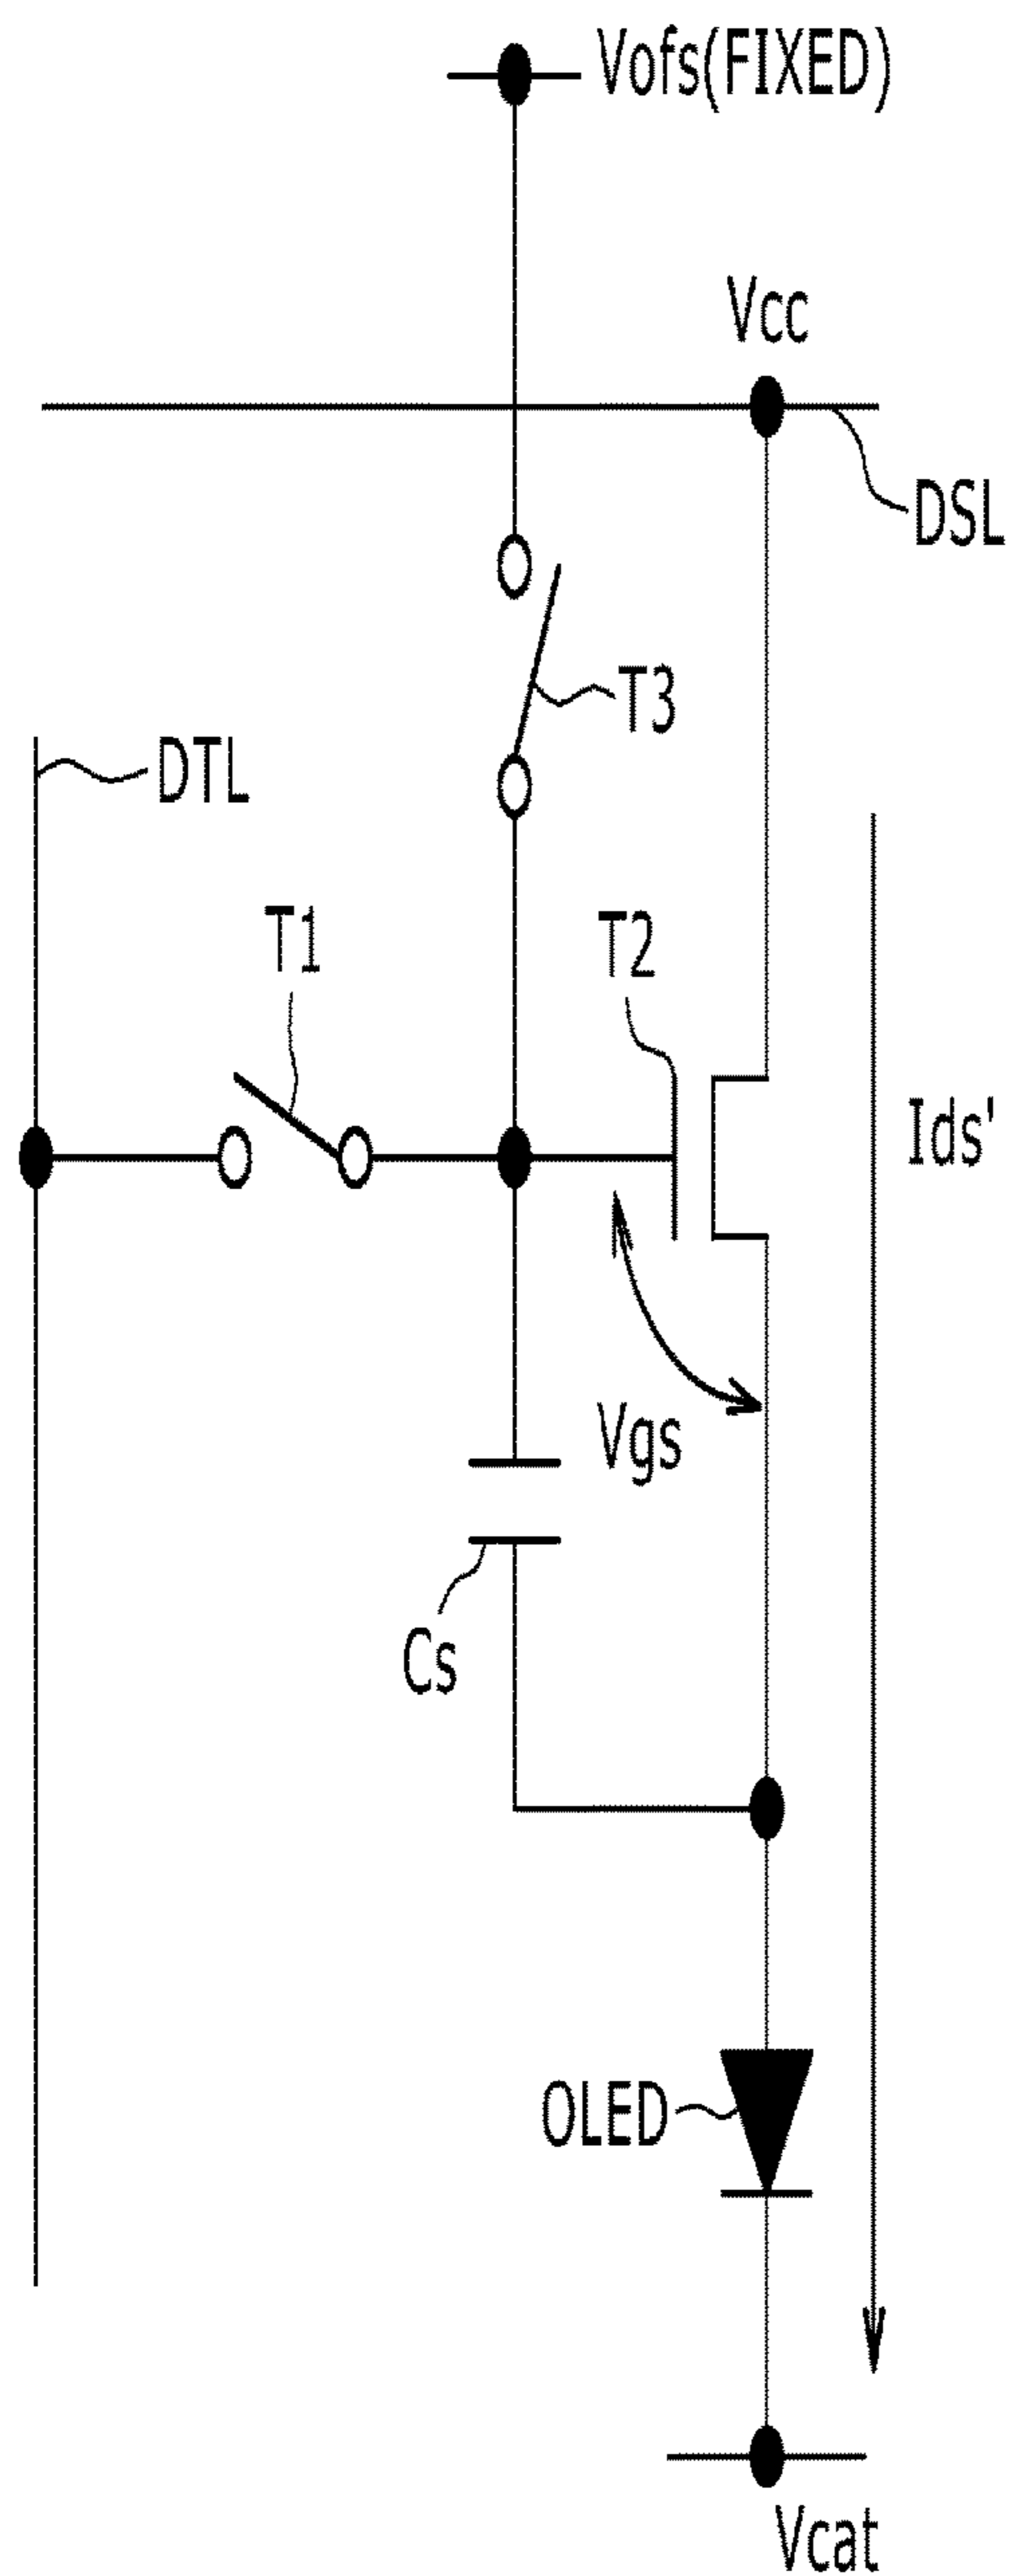 Vofs(FIXED)
Vcc
DSL
T3
DTL
T1
T2
Ids'
Vgs
Cs
OLED
Vcat